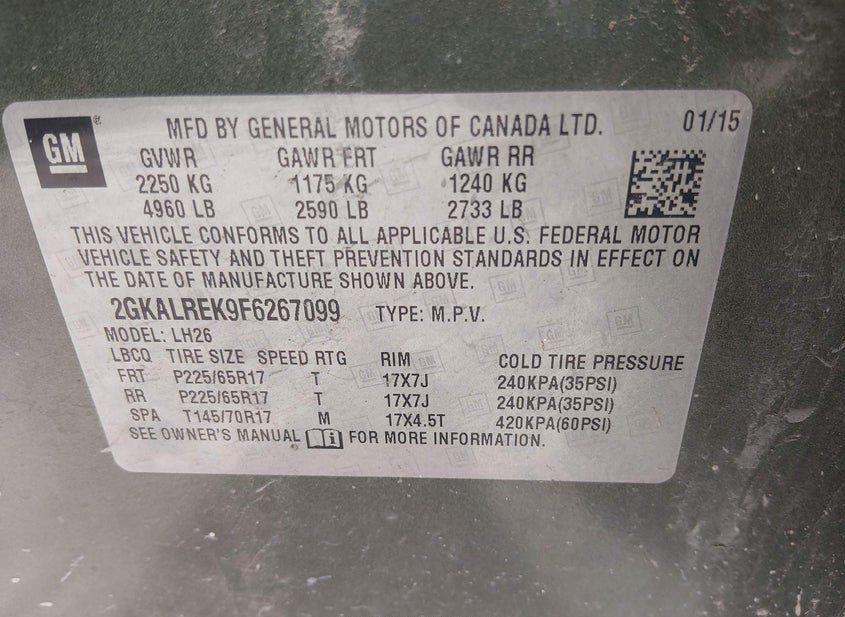 GM
MFD BY GENERAL MOTORS OF CANADA LTD. 01/15
GVWR GAWR FRT GAWR RR
2250 KG 1175 KG 1240 KG
4960 LB 2590 LB 2733 LB
THIS VEHICLE CONFORMS TO ALL APPLICABLE U.S. FEDERAL MOTOR
VEHICLE SAFETY AND THEFT PREVENTION STANDARDS IN EFFECT ON
THE DATE OF MANUFACTURE SHOWN ABOVE.
2GKALREK9F6267099 TYPE: M.P.V.
MODEL: LH26
LBCQ TIRE SIZE SPEED RTG RIM COLD TIRE PRESSURE
FRT P225/65R17 T 17X7J 240KPA(35PSI)
RR P225/65R17 T 17X7J 240KPA(35PSI)
SPA T145/70R17 M 17X4.5T 420KPA(60PSI)
SEE OWNER'S MANUAL FOR MORE INFORMATION.